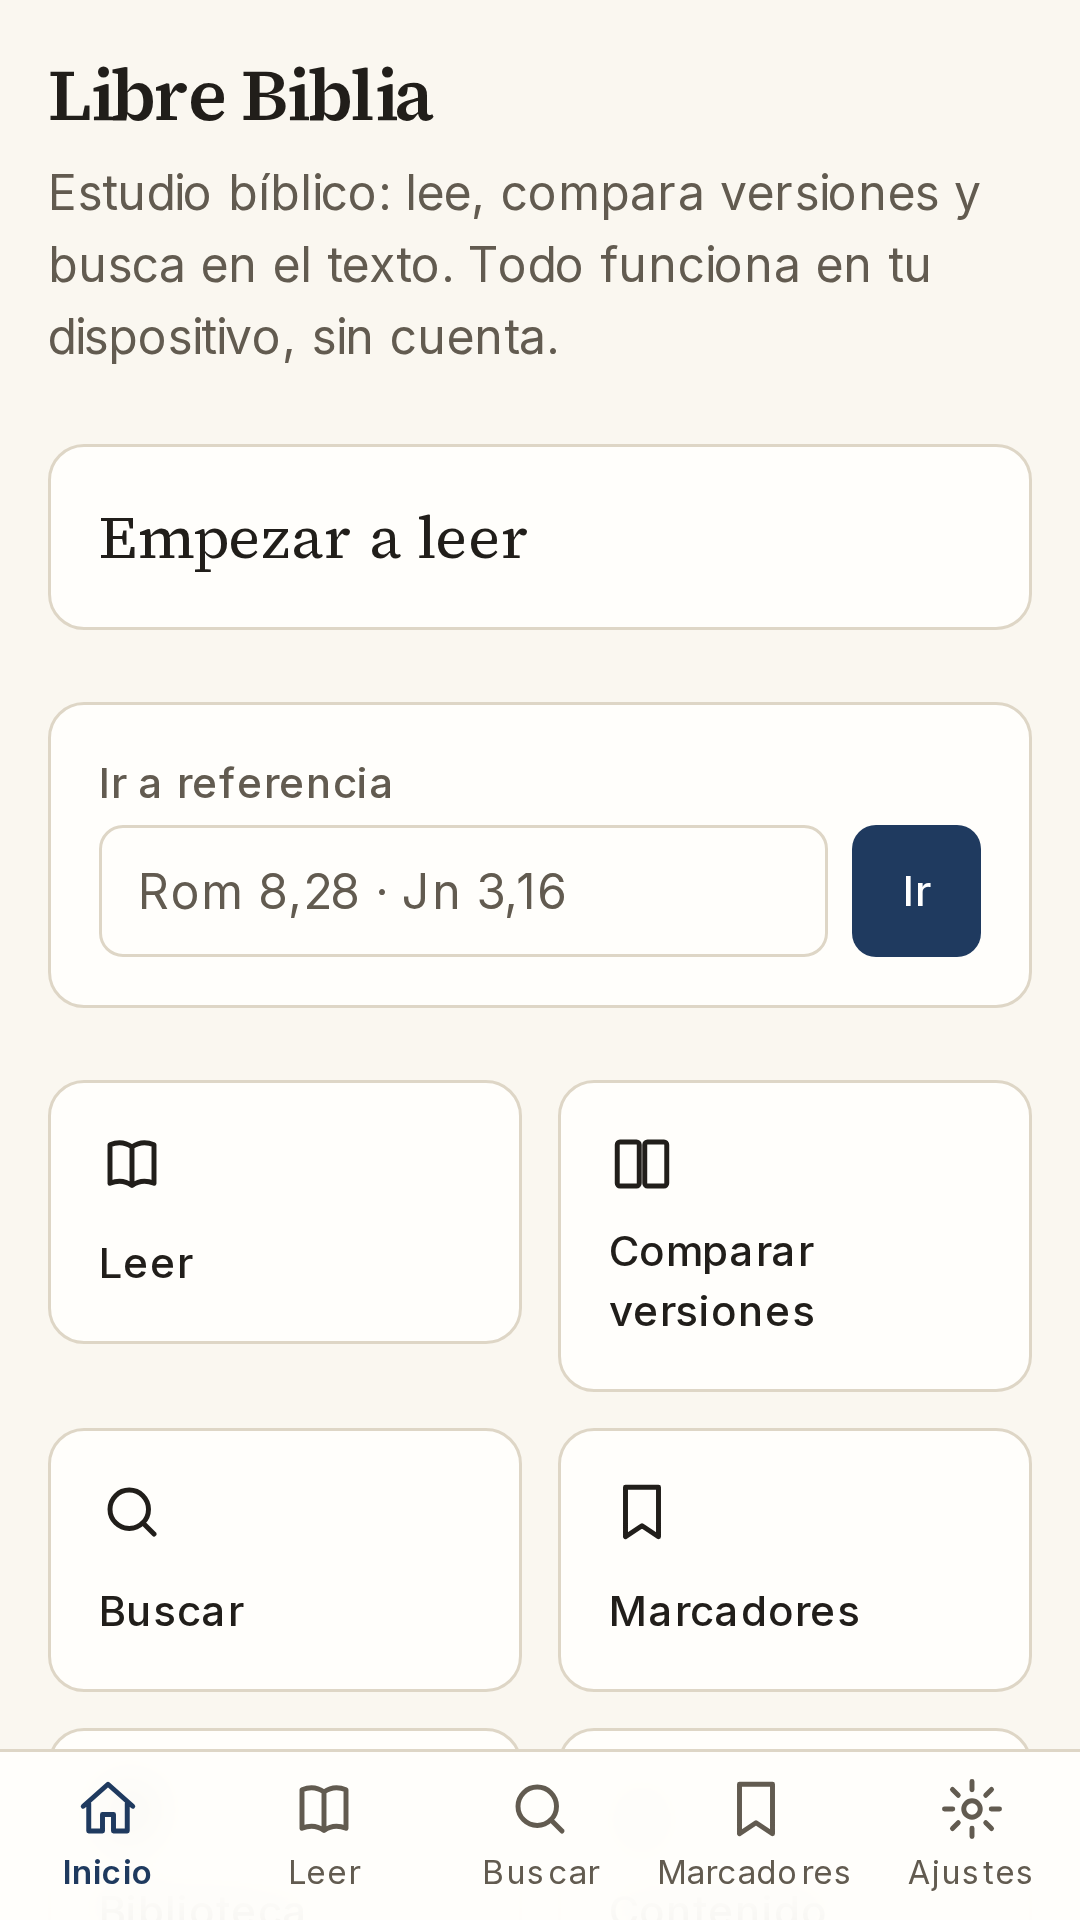 Libre Biblia
Estudio bíblico: lee, compara versiones y
busca en el texto. Todo funciona en tu
dispositivo, sin cuenta.
Empezar a leer
Ir a referencia
Rom 8,28 · Jn 3,16
Ir
Leer
Comparar
versiones
Buscar
Marcadores
Inicio
Leer
Buscar
Marcadores
Ajustes
Biblioteca
Contenido